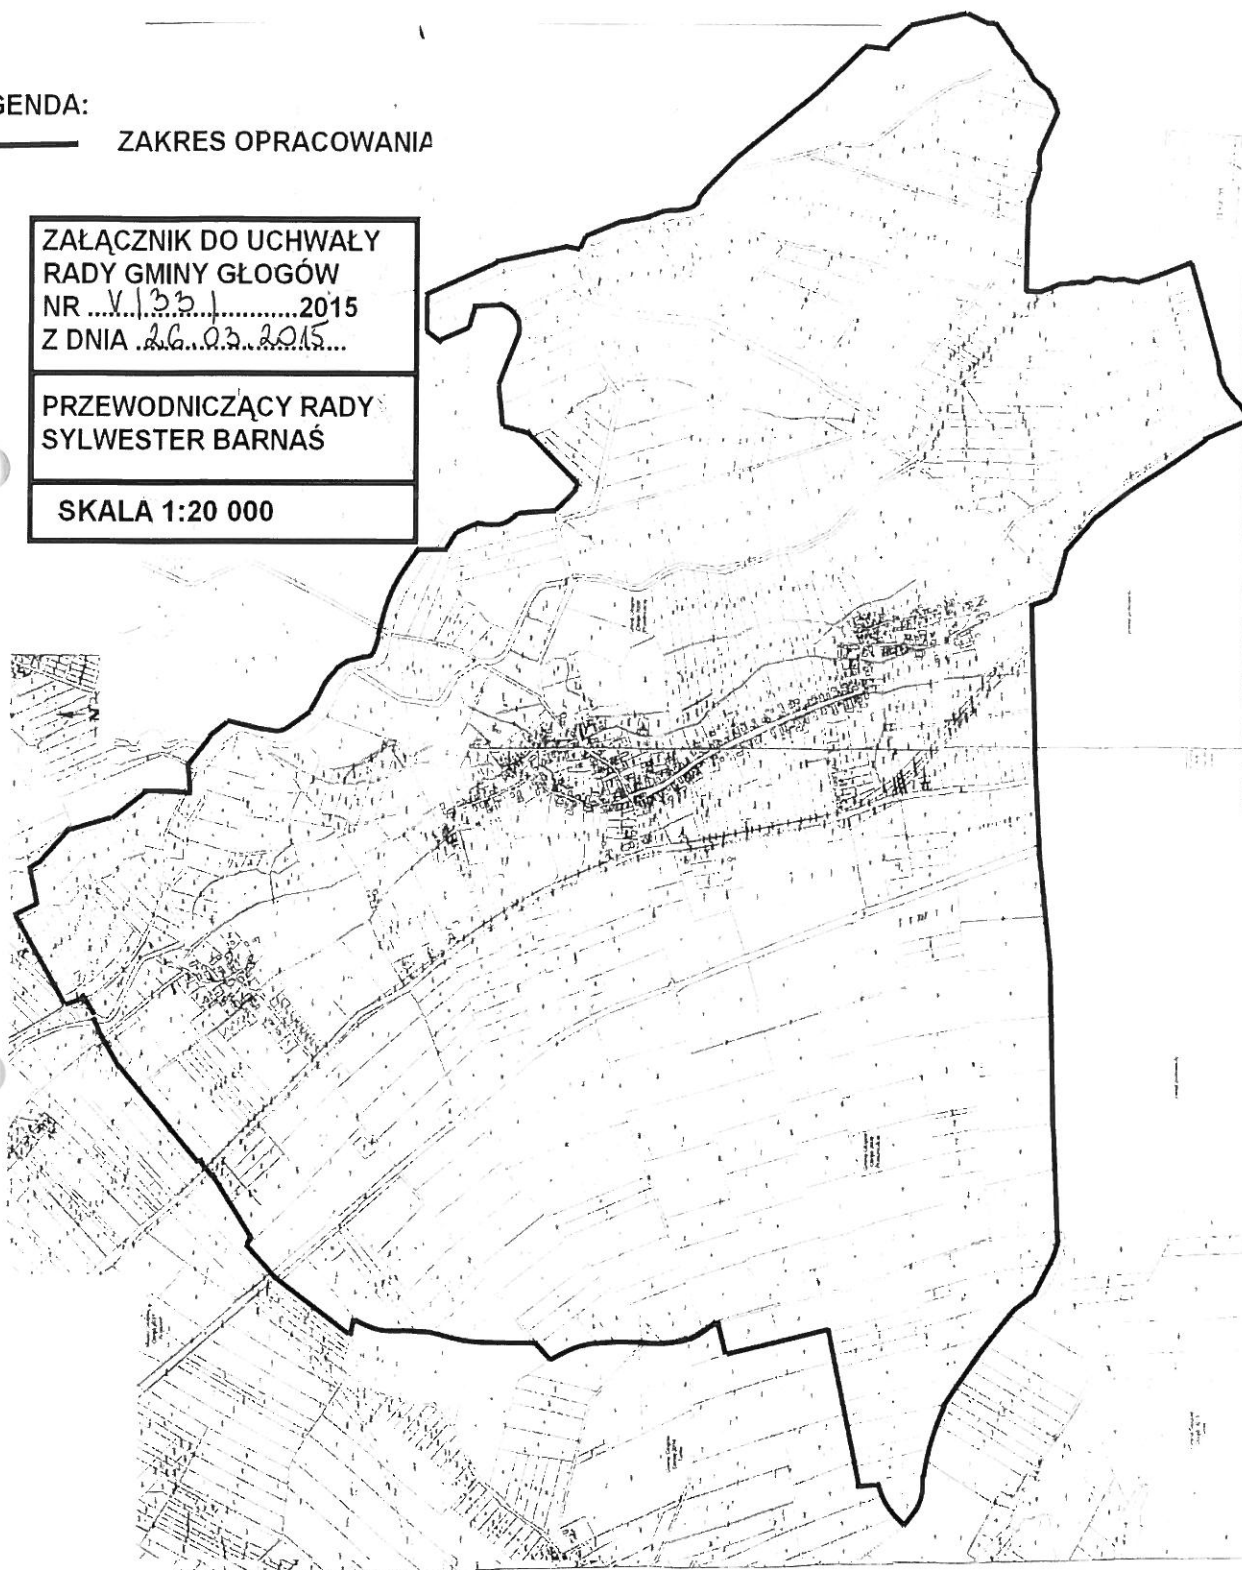 GENDA:
ZAKRES OPRACOWANIA
ZAŁĄCZNIK DO UCHWAŁY
RADY GMINY GŁOGÓW
NR ...V/33/............2015
Z DNIA ..26..03..2015...
PRZEWODNICZĄCY RADY
SYLWESTER BARNAŚ
SKALA 1:20 000